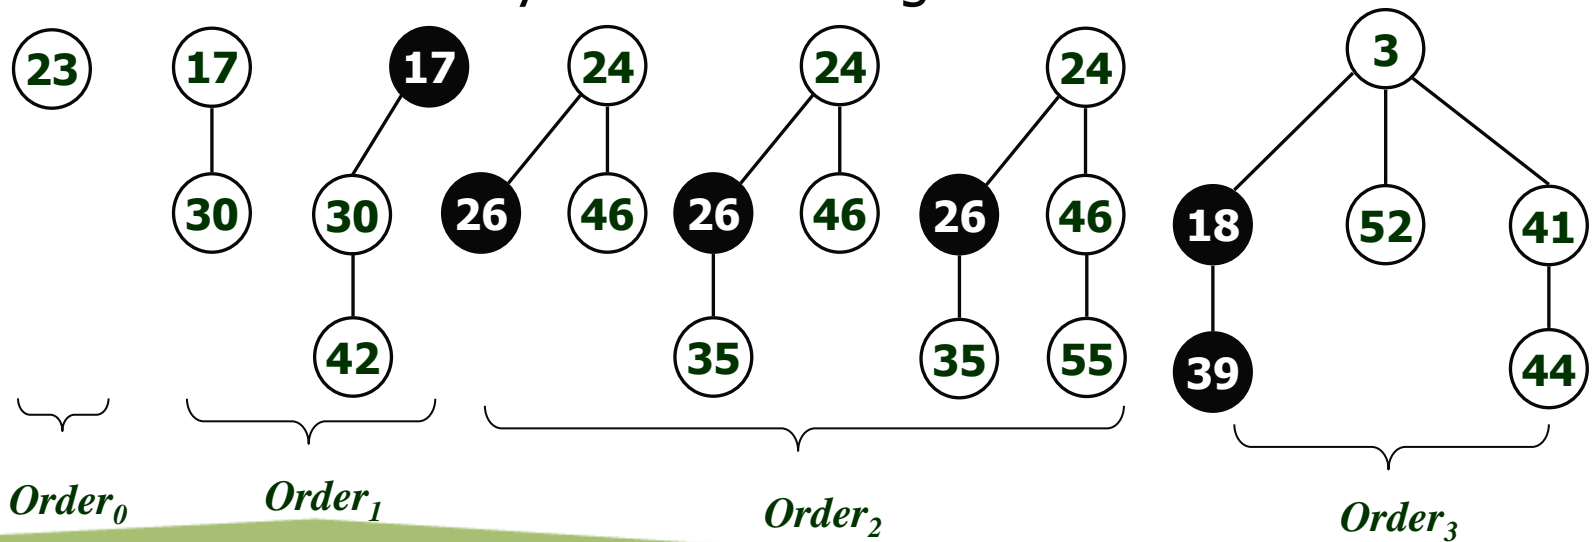 23 17 17 24 24 24 3
30 30 26 46 26 46 26 46 18 52 41
42 35 35 55 39 44
Order0 Order1 Order2 Order3